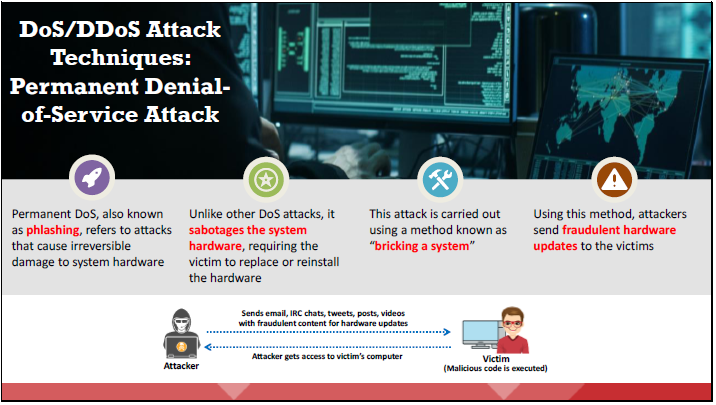 DoS/DDoS Attack
Techniques:
Permanent Denial-
of-Service Attack
Permanent DoS, also known
as phlashing, refers to attacks
that cause irreversible
damage to system hardware
Unlike other DoS attacks, it
sabotages the system
hardware, requiring the
victim to replace or reinstall
the hardware
This attack is carried out
using a method known as
“bricking a system”
Using this method, attackers
send fraudulent hardware
updates to the victims
Sends email, IRC chats, tweets, posts, videos
with fraudulent content for hardware updates
Attacker gets access to victim’s computer
Attacker
Victim
(Malicious code is executed)